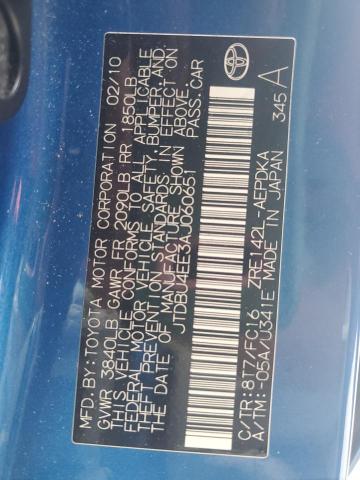 MFD. BY: TOYOTA MOTOR CORPORATION 02/10
GVWR 3840LB GAWR FR 2090LB RR 1850LB
THIS VEHICLE CONFORMS TO ALL APPLICABLE
FEDERAL MOTOR VEHICLE SAFETY, BUMPER, AND
THEFT PREVENTION STANDARDS IN EFFECT ON
THE DATE OF MANUFACTURE SHOWN ABOVE.
JTDBU4EE3AJ060651 PASS. CAR
C/TR: 8T7/FC16 ZRE142L-AEPDKA
A/TM: -05A/U341E MADE IN JAPAN
345 A
TOYOTA